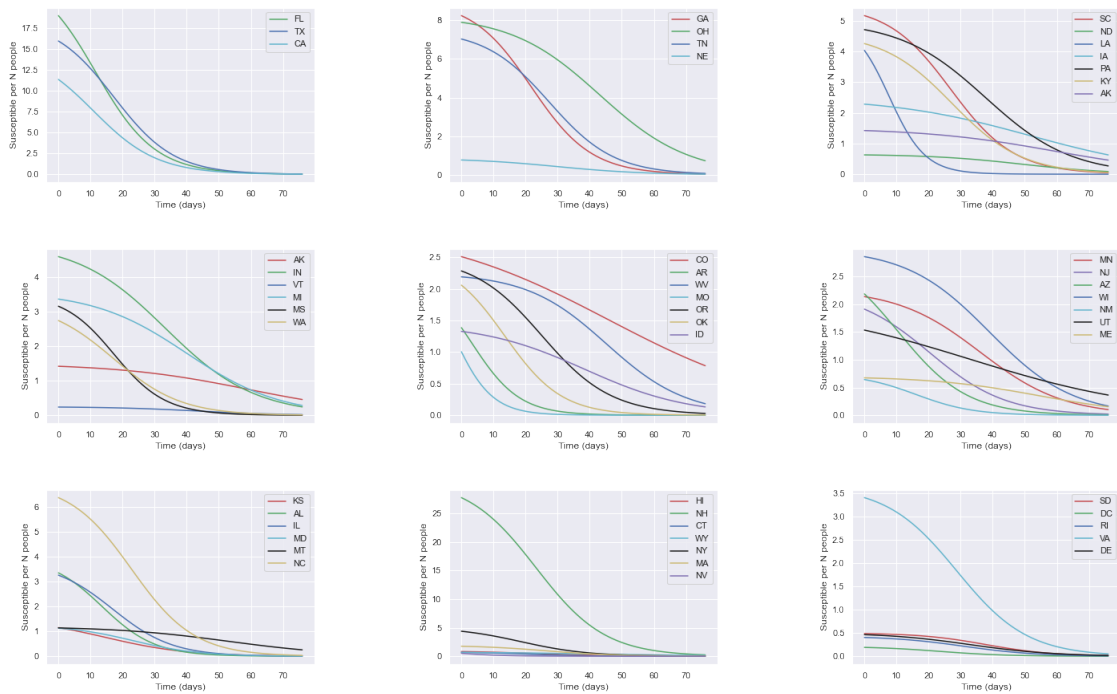 Susceptible per N people
17.5
15.0
12.5
10.0
7.5
5.0
2.5
0.0
0 10 20 30 40 50 60 70
Time (days)
FL
TX
CA
Susceptible per N people
8
6
4
2
0
0 10 20 30 40 50 60 70
Time (days)
GA
OH
TN
NE
Susceptible per N people
5
4
3
2
1
0
0 10 20 30 40 50 60 70
Time (days)
SC
ND
LA
IA
PA
KY
AK
Susceptible per N people
4
3
2
1
0
0 10 20 30 40 50 60 70
Time (days)
AK
IN
VT
MI
MS
WA
Susceptible per N people
2.5
2.0
1.5
1.0
0.5
0.0
0 10 20 30 40 50 60 70
Time (days)
CO
AR
WV
MO
OR
OK
ID
Susceptible per N people
2.5
2.0
1.5
1.0
0.5
0.0
0 10 20 30 40 50 60 70
Time (days)
MN
NJ
AZ
WI
NM
UT
ME
Susceptible per N people
6
5
4
3
2
1
0
0 10 20 30 40 50 60 70
Time (days)
KS
AL
IL
MD
MT
NC
Susceptible per N people
25
20
15
10
5
0
0 10 20 30 40 50 60 70
Time (days)
HI
NH
CT
WY
NY
MA
NV
Susceptible per N people
3.5
3.0
2.5
2.0
1.5
1.0
0.5
0.0
0 10 20 30 40 50 60 70
Time (days)
SD
DC
RI
VA
DE